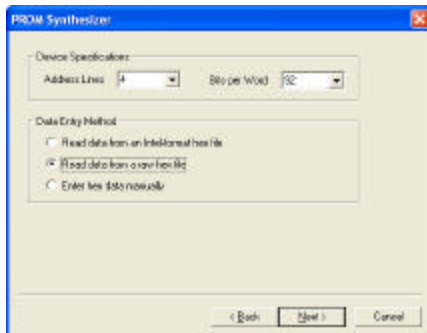 PROM Synthesizer
Device Specifications
Address Lines 4 Bits per Word 32
Data Entry Method
Read data from an Intel-format hex file
Read data from a raw hex file
Enter hex data manually
< Back Next > Cancel